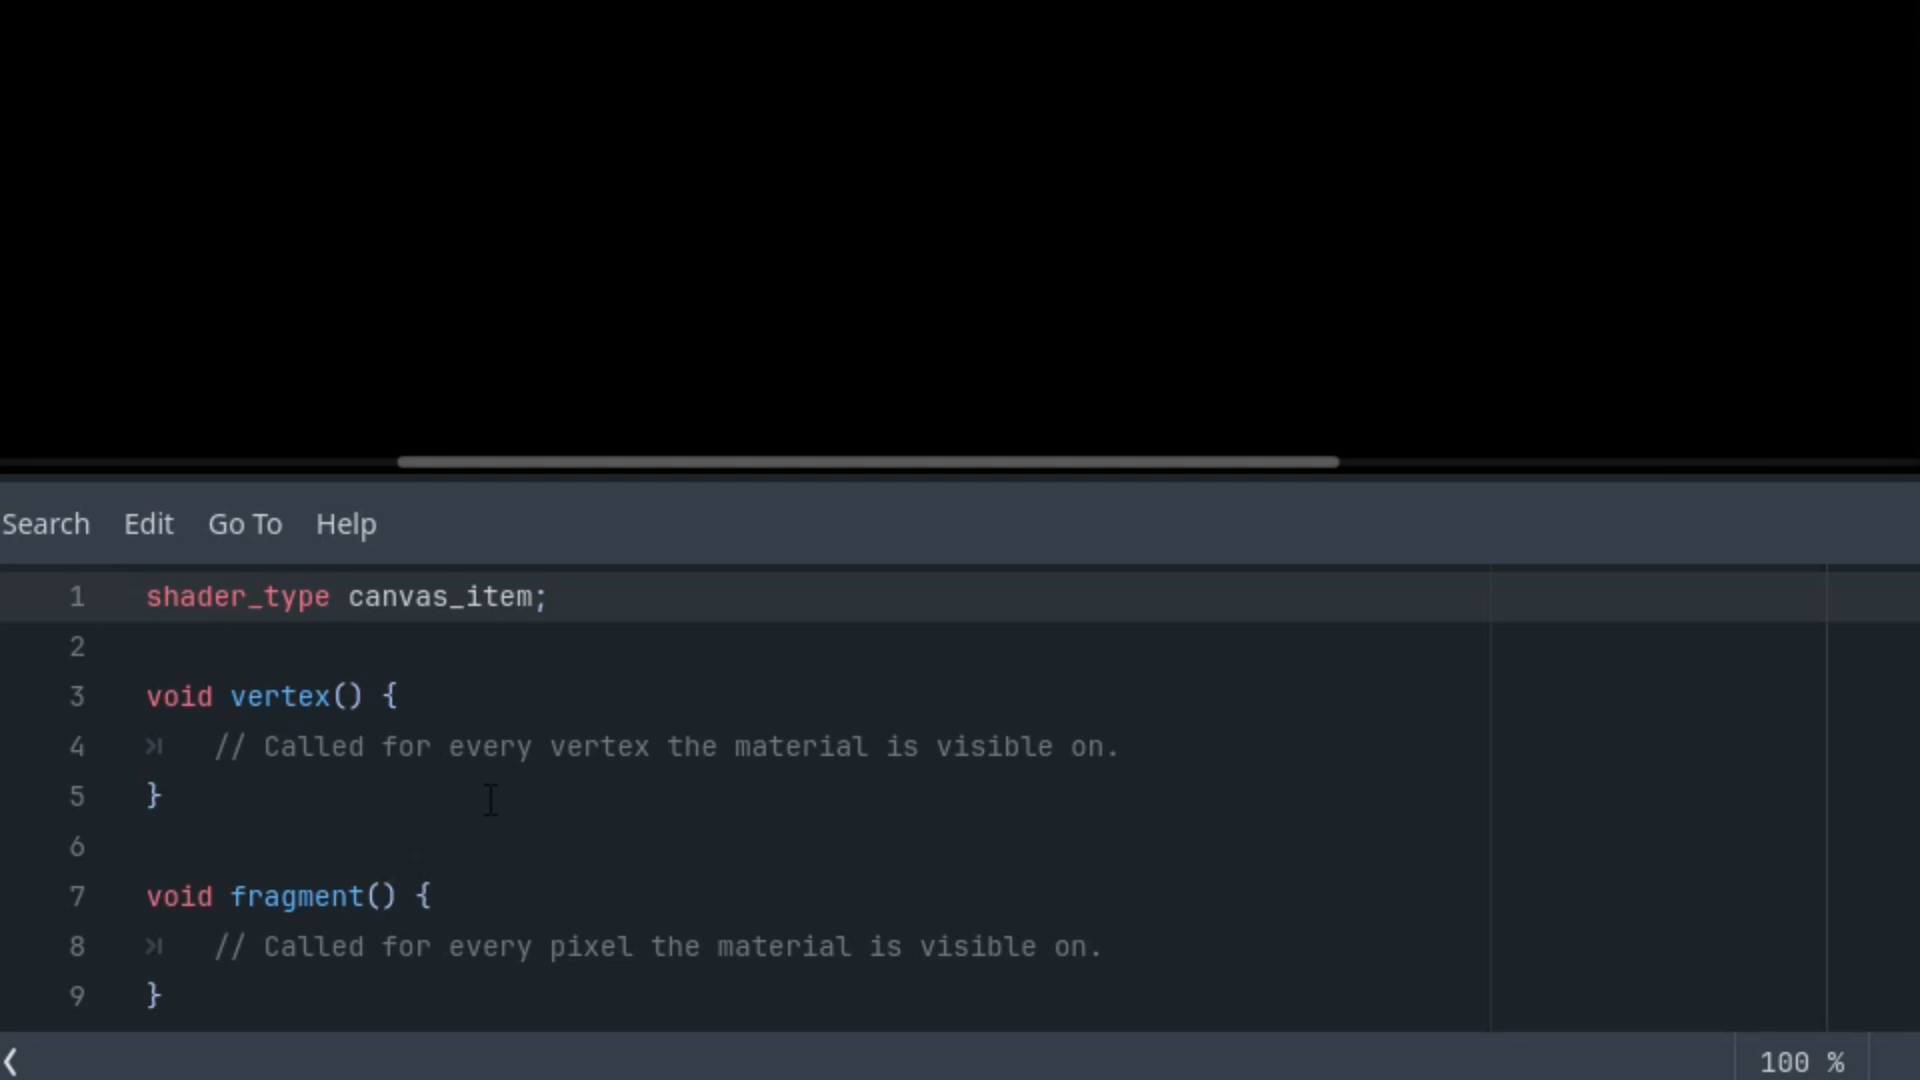 Search Edit Go To Help
1 shader_type canvas_item;
2
3 void vertex() {
4 // Called for every vertex the material is visible on.
5 }
6
7 void fragment() {
8 // Called for every pixel the material is visible on.
9 }
100 %